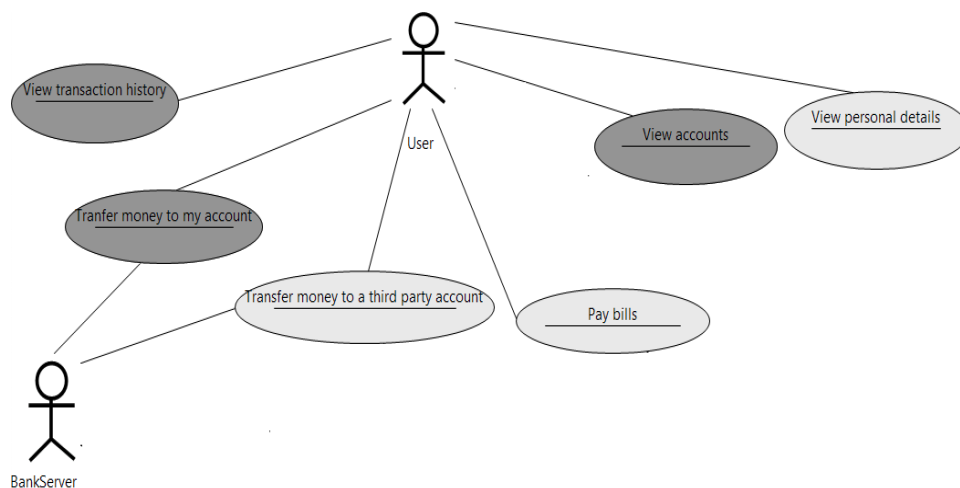 View transaction history
View personal details
View accounts
User
Tranfer money to my account
Transfer money to a third party account
Pay bills
BankServer